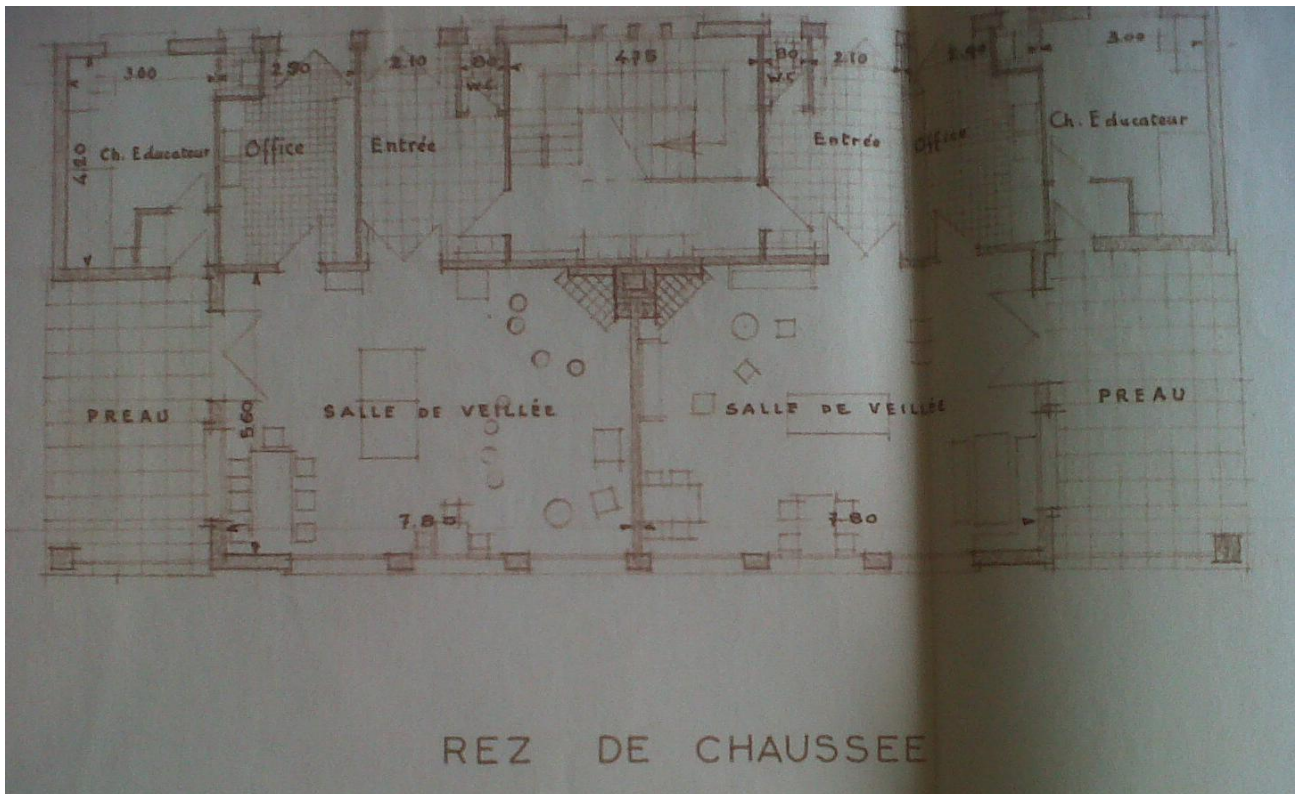 3.00 2.90 2.10 80 4.75 80 2.10 2.90 3.00
W.C. W.C
4.20
Ch. Educateur Office Entrée Entrée Office Ch. Educateur
PREAU SALLE DE VEILLÉE SALLE DE VEILLÉE PREAU
5.60
7.80 7.80
REZ DE CHAUSSEE